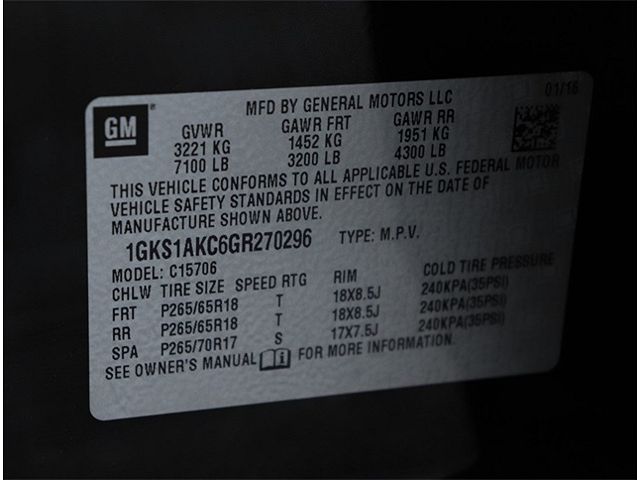 MFD BY GENERAL MOTORS LLC 01/16
GM
GVWR GAWR FRT GAWR RR
3221 KG 1452 KG 1951 KG
7100 LB 3200 LB 4300 LB
THIS VEHICLE CONFORMS TO ALL APPLICABLE U.S. FEDERAL MOTOR
VEHICLE SAFETY STANDARDS IN EFFECT ON THE DATE OF
MANUFACTURE SHOWN ABOVE.
1GKS1AKC6GR270296 TYPE: M.P.V.
MODEL: C15706
CHLW TIRE SIZE SPEED RTG RIM COLD TIRE PRESSURE
FRT P265/65R18 T 18X8.5J 240KPA(35PSI)
RR P265/65R18 T 18X8.5J 240KPA(35PSI)
SPA P265/70R17 S 17X7.5J 240KPA(35PSI)
SEE OWNER'S MANUAL FOR MORE INFORMATION.